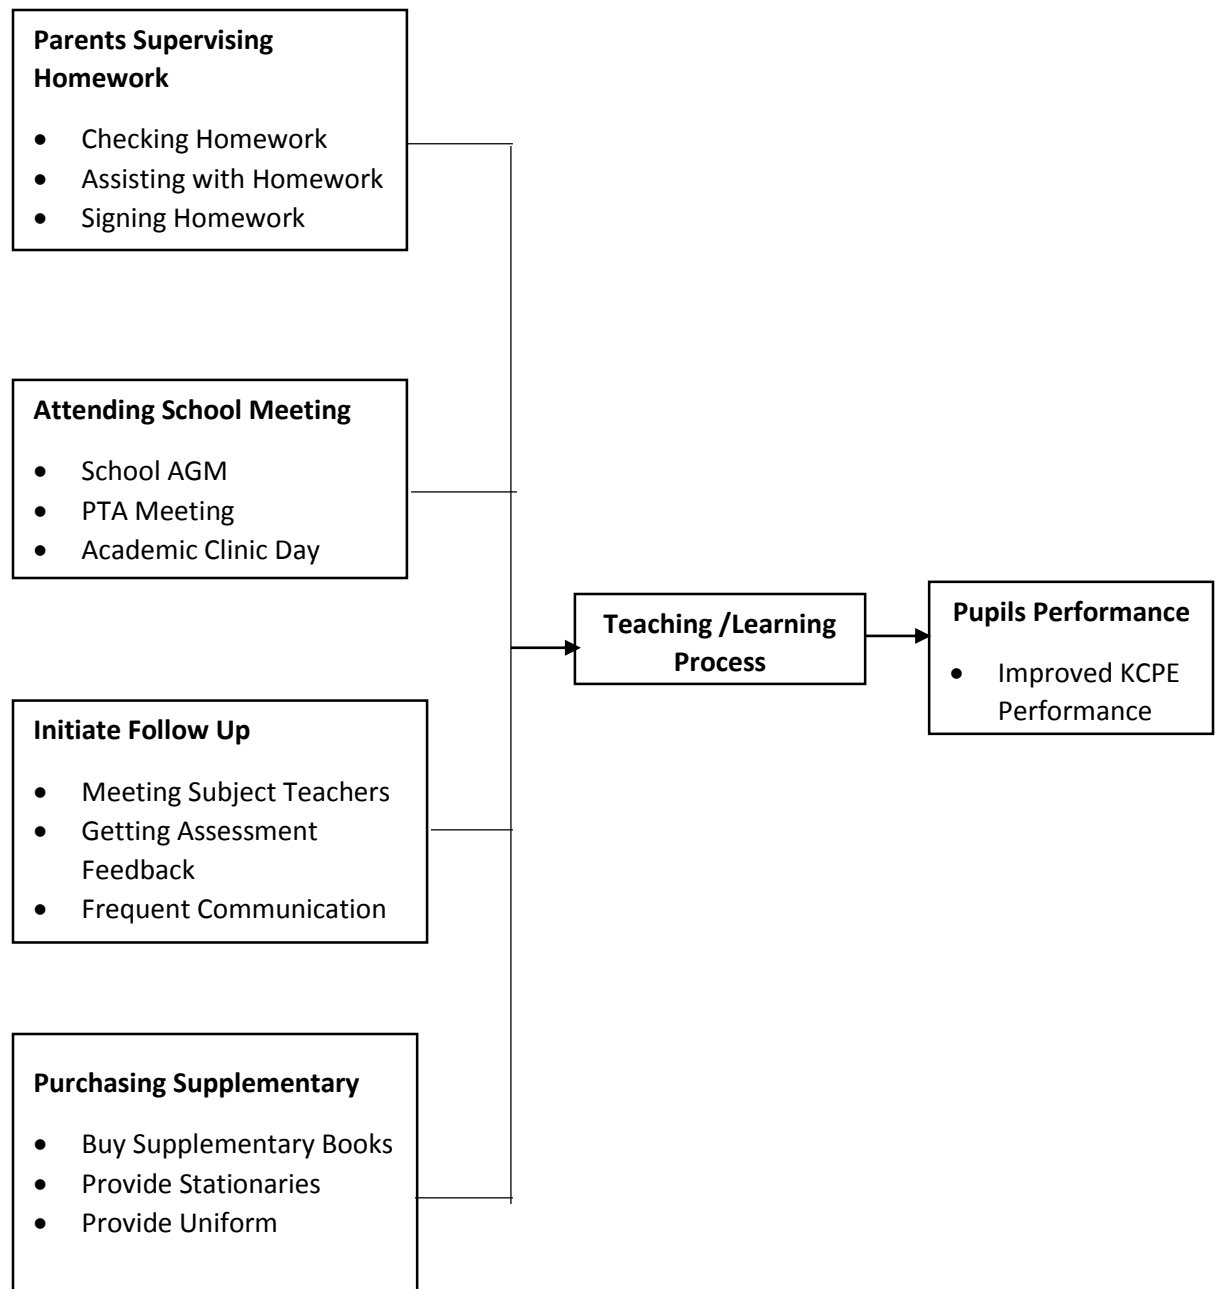 Parents Supervising
Homework
• Checking Homework
• Assisting with Homework
• Signing Homework
Attending School Meeting
• School AGM
• PTA Meeting
• Academic Clinic Day
Initiate Follow Up
• Meeting Subject Teachers
• Getting Assessment
Feedback
• Frequent Communication
Purchasing Supplementary
• Buy Supplementary Books
• Provide Stationaries
• Provide Uniform
Teaching /Learning
Process
Pupils Performance
• Improved KCPE
Performance